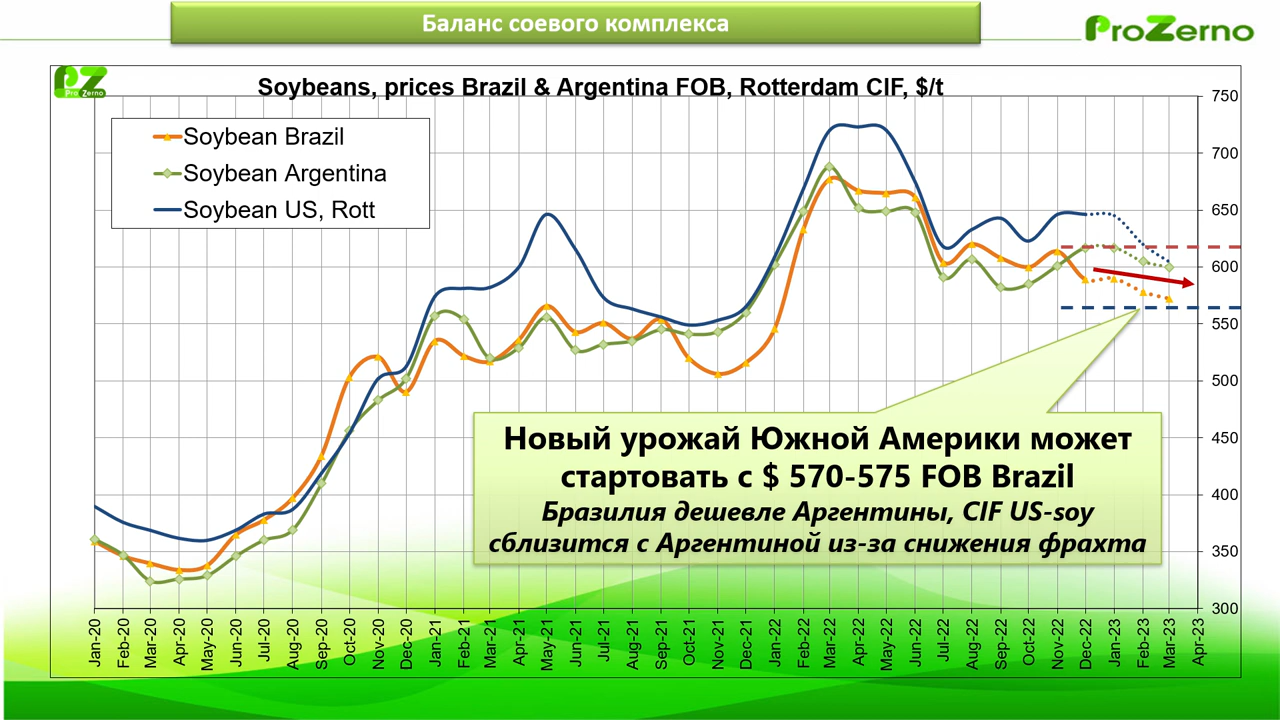 Баланс соевого комплекса
ProZerno
PZ
Pro Zerno
Soybeans, prices Brazil & Argentina FOB, Rotterdam CIF, $/t
Soybean Brazil
Soybean Argentina
Soybean US, Rott
750
700
650
600
550
500
450
400
350
300
Новый урожай Южной Америки может
стартовать с $ 570-575 FOB Brazil
Бразилия дешевле Аргентины, CIF US-soy
сблизится с Аргентиной из-за снижения фрахта
Jan-20
Feb-20
Mar-20
Apr-20
May-20
Jun-20
Jul-20
Aug-20
Sep-20
Oct-20
Nov-20
Dec-20
Jan-21
Feb-21
Mar-21
Apr-21
May-21
Jun-21
Jul-21
Aug-21
Sep-21
Oct-21
Nov-21
Dec-21
Jan-22
Feb-22
Mar-22
Apr-22
May-22
Jun-22
Jul-22
Aug-22
Sep-22
Oct-22
Nov-22
Dec-22
Jan-23
Feb-23
Mar-23
Apr-23